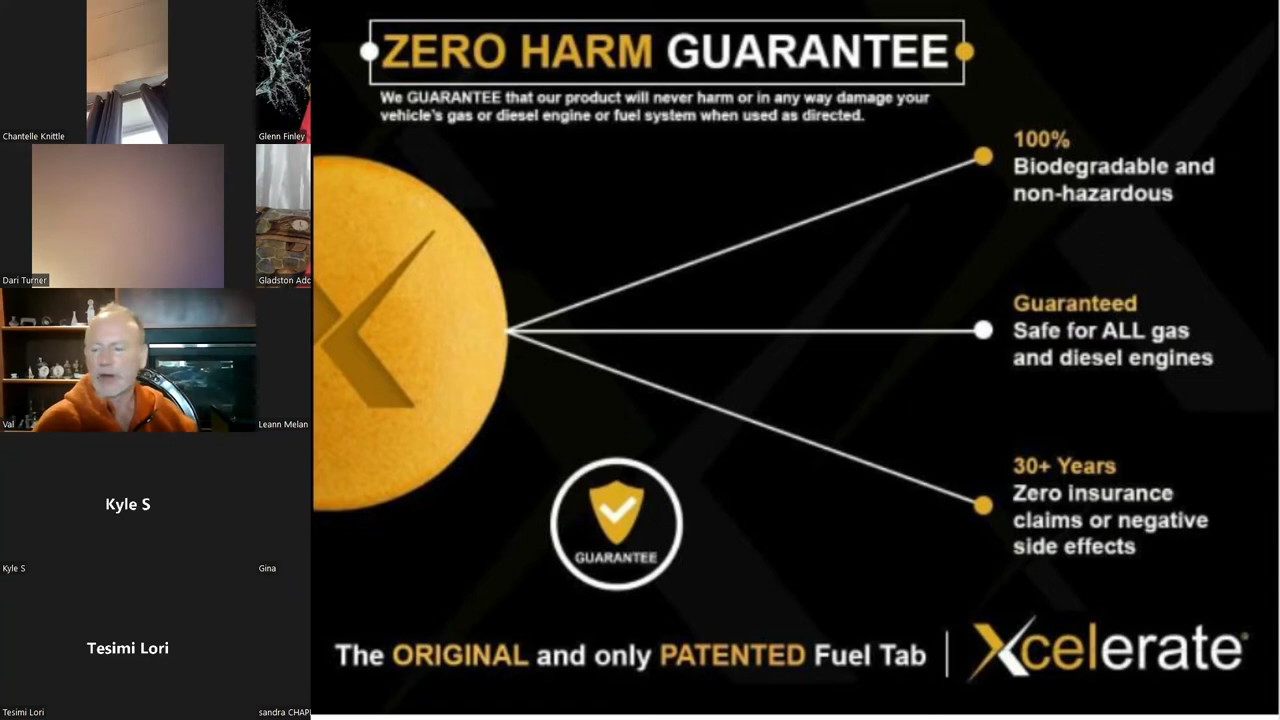 Chantelle Knittle
Glenn Finley
Dari Turner
Gladston Adc
Val
Leann Melan
Kyle S
Kyle S
Gina
Tesimi Lori
Tesimi Lori
sandra CHAP
ZERO HARM GUARANTEE
We GUARANTEE that our product will never harm or in any way damage your
vehicle's gas or diesel engine or fuel system when used as directed.
100%
Biodegradable and
non-hazardous
Guaranteed
Safe for ALL gas
and diesel engines
30+ Years
Zero insurance
claims or negative
side effects
GUARANTEE
The ORIGINAL and only PATENTED Fuel Tab
Xcelerate